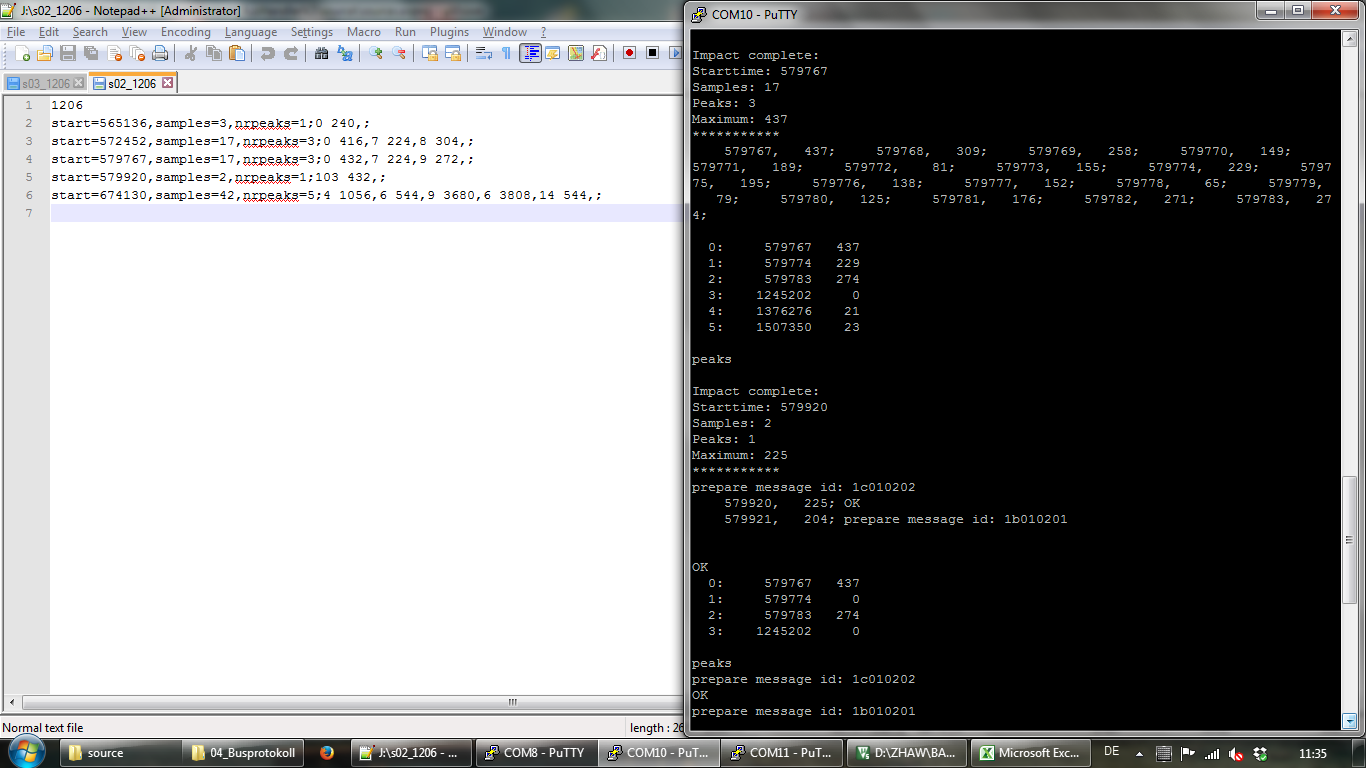 J:\s02_1206 - Notepad++ [Administrator]
File Edit Search View Encoding Language Settings Macro Run Plugins Window ?
s03_1206 s02_1206
1 1206
2 start=565136,samples=3,nrpeaks=1;0 240,;
3 start=572452,samples=17,nrpeaks=3;0 416,7 224,8 304,;
4 start=579767,samples=17,nrpeaks=3;0 432,7 224,9 272,;
5 start=579920,samples=2,nrpeaks=1;103 432,;
6 start=674130,samples=42,nrpeaks=5;4 1056,6 544,9 3680,6 3808,14 544,;
7
Normal text file
length : 26
COM10 - PuTTY
Impact complete:
Starttime: 579767
Samples: 17
Peaks: 3
Maximum: 437
***********
579767, 437; 579768, 309; 579769, 258; 579770, 149;
579771, 189; 579772, 81; 579773, 155; 579774, 229; 5797
75, 195; 579776, 138; 579777, 152; 579778, 65; 579779,
79; 579780, 125; 579781, 176; 579782, 271; 579783, 27
4;
0: 579767 437
1: 579774 229
2: 579783 274
3: 1245202 0
4: 1376276 21
5: 1507350 23
peaks
Impact complete:
Starttime: 579920
Samples: 2
Peaks: 1
Maximum: 225
***********
prepare message id: 1c010202
579920, 225; OK
579921, 204; prepare message id: 1b010201
OK
0: 579767 437
1: 579774 0
2: 579783 274
3: 1245202 0
peaks
prepare message id: 1c010202
OK
prepare message id: 1b010201
source 04_Busprotokoll J:\s02_1206 - ... COM8 - PuTTY COM10 - PuT... COM11 - PuT... D:\ZHAW\BA... Microsoft Exc... DE 11:35